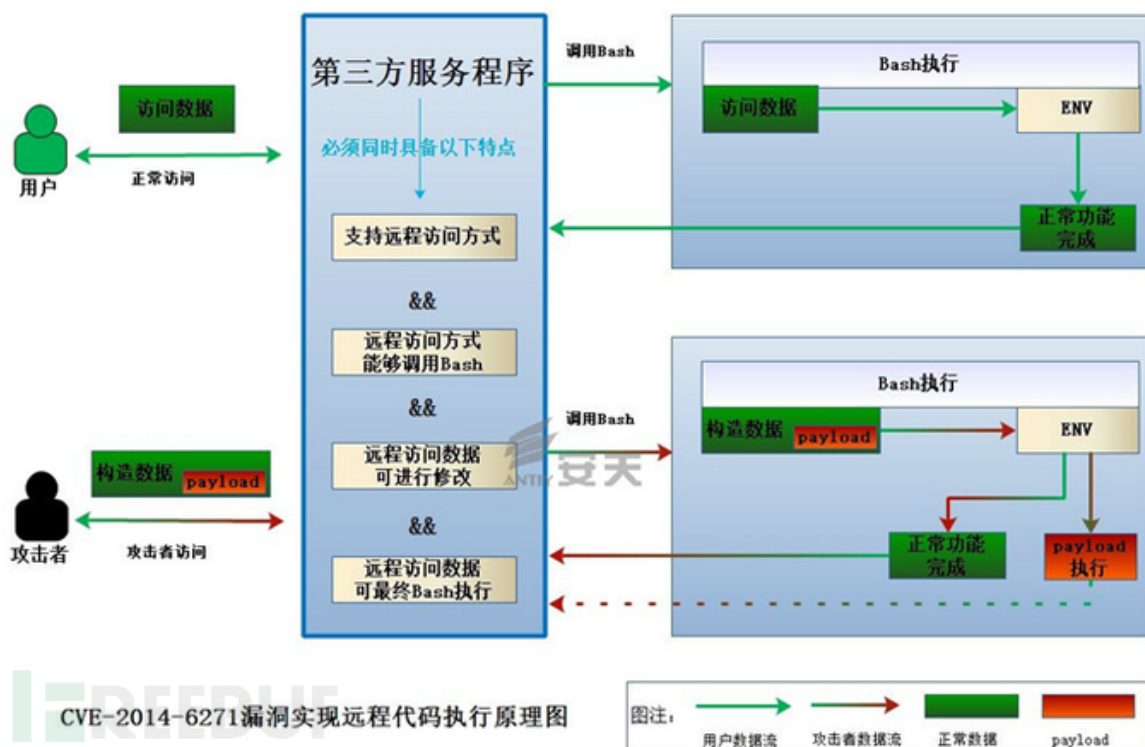 第三方服务程序
必须同时具备以下特点
支持远程访问方式
&&
远程访问方式
能够调用Bash
&&
远程访问数据
可进行修改
&&
远程访问数据
可最终Bash执行
访问数据
正常访问
用户
调用Bash
Bash执行
访问数据
ENV
正常功能
完成
构造数据
payload
攻击者访问
攻击者
调用Bash
Bash执行
构造数据
payload
ENV
正常功能
完成
payload
执行
ANTIY 安天
REEBUF
CVE-2014-6271漏洞实现远程代码执行原理图
图注:
用户数据流
攻击者数据流
正常数据
payload